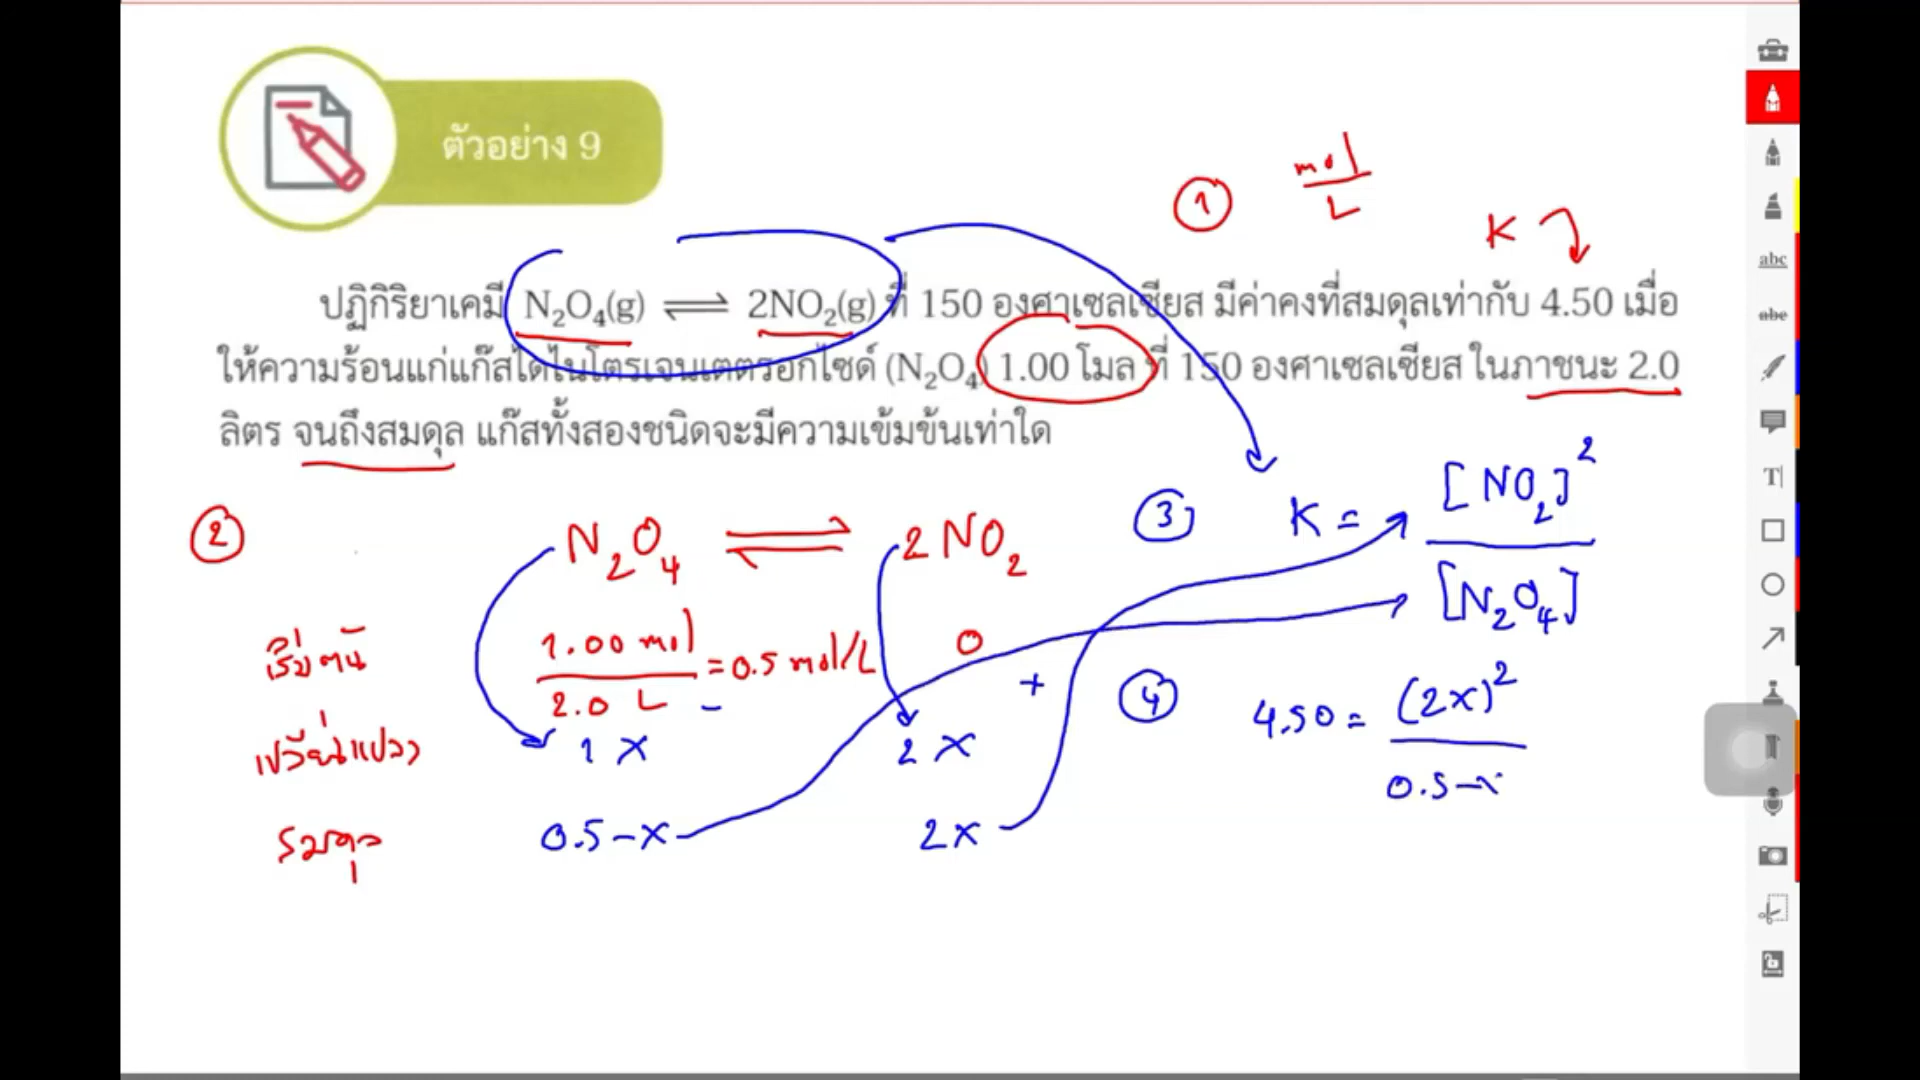 ตัวอย่าง 9
① mol/L
K
ปฏิกิริยาเคมี N₂O₄(g) ⇌ 2NO₂(g) ที่ 150 องศาเซลเซียส มีค่าคงที่สมดุลเท่ากับ 4.50 เมื่อ
ให้ความร้อนแก่แก๊สไดไนโตรเจนเตตรอกไซด์ (N₂O₄) 1.00 โมล ที่ 150 องศาเซลเซียส ในภาชนะ 2.0
ลิตร จนถึงสมดุล แก๊สทั้งสองชนิดจะมีความเข้มข้นเท่าใด
② N₂O₄ ⇌ 2NO₂
เริ่มต้น 1.00 mol / 2.0 L = 0.5 mol/L 0
- +
เปลี่ยนแปลง 1x 2x
สมดุล 0.5-x 2x
③ K = [NO₂]² / [N₂O₄]
④ 4.50 = (2x)² / 0.5-x
abc
abc
T